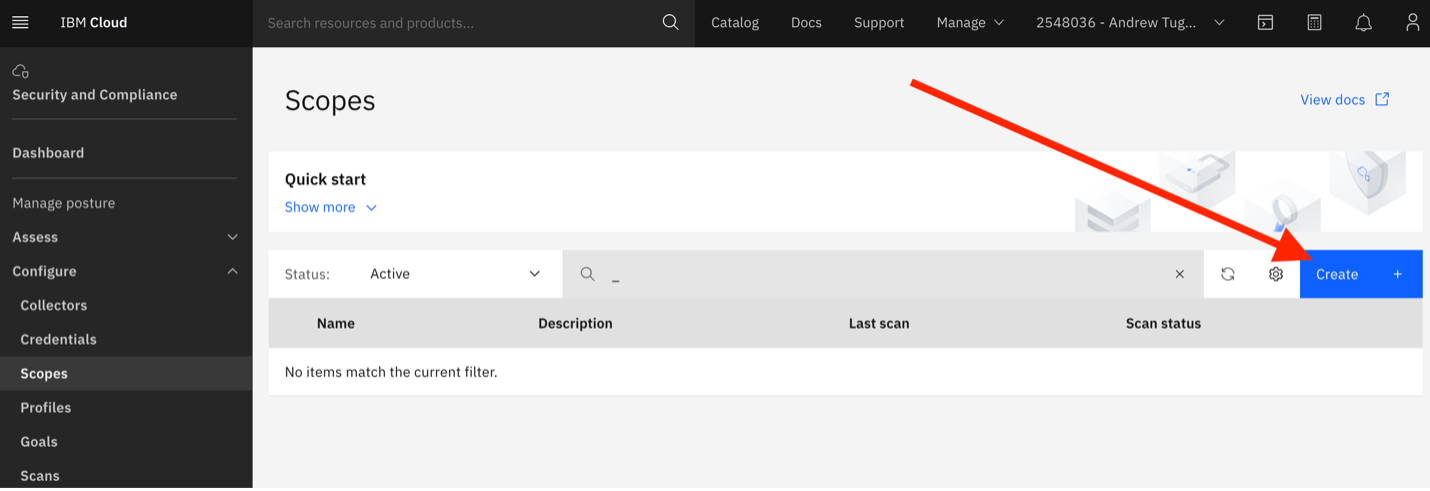 IBM Cloud
Search resources and products...
Catalog
Docs
Support
Manage
2548036 - Andrew Tug...
Security and Compliance
Dashboard
Manage posture
Assess
Configure
Collectors
Credentials
Scopes
Profiles
Goals
Scans
Scopes
View docs
Quick start
Show more
Status: Active
_
Create +
Name Description Last scan Scan status
No items match the current filter.